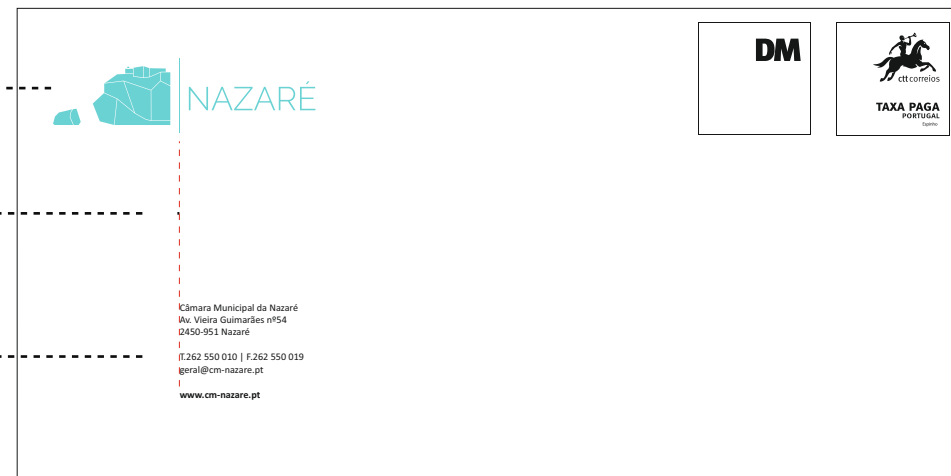 DM
ctt correios
TAXA PAGA
PORTUGAL
Espinho
NAZARÉ
Câmara Municipal da Nazaré
Av. Vieira Guimarães nº54
2450-951 Nazaré
T.262 550 010 | F.262 550 019
geral@cm-nazare.pt
www.cm-nazare.pt